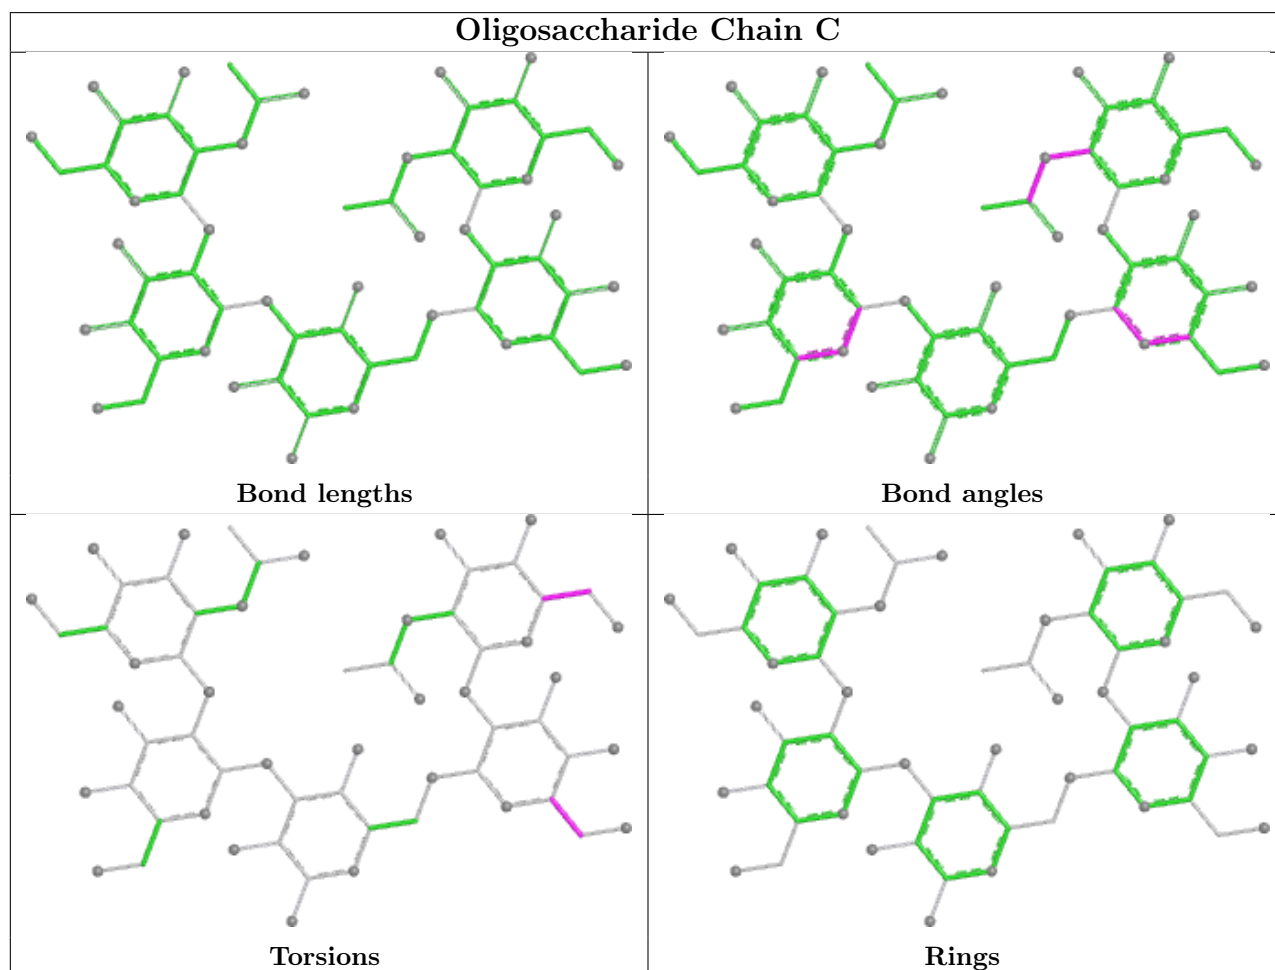 Oligosaccharide Chain C
Bond lengths
Bond angles
Torsions
Rings